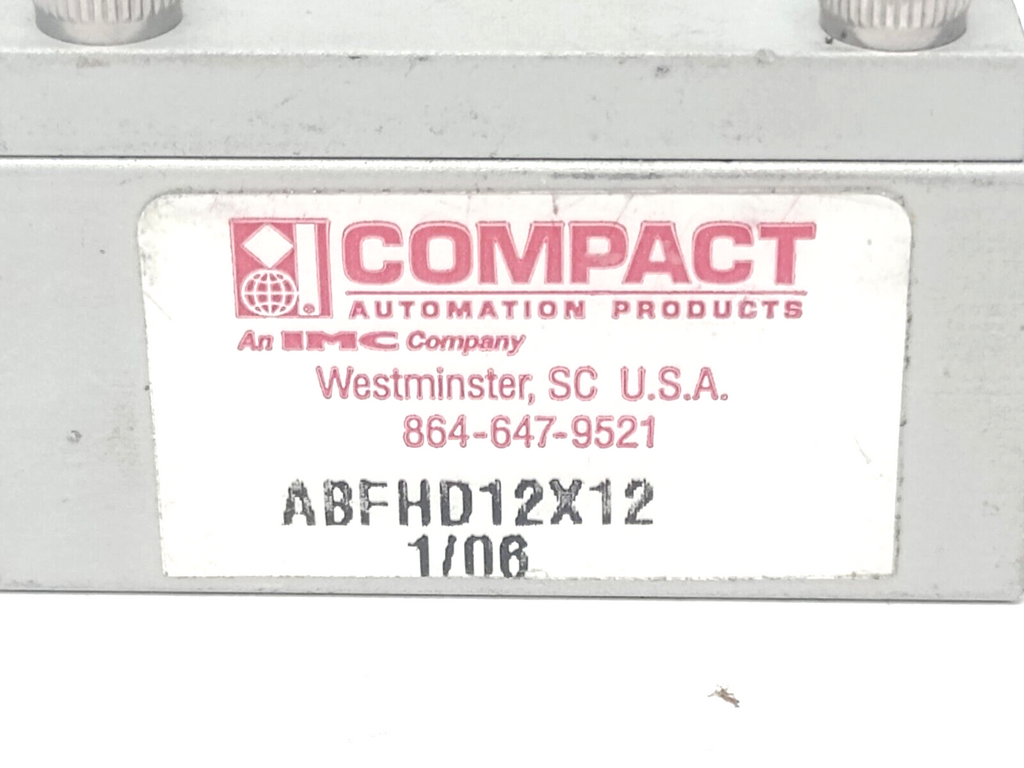 COMPACT
AUTOMATION PRODUCTS
An IMC Company
Westminster, SC U.S.A.
864-647-9521
ABFHD12X12
1/06